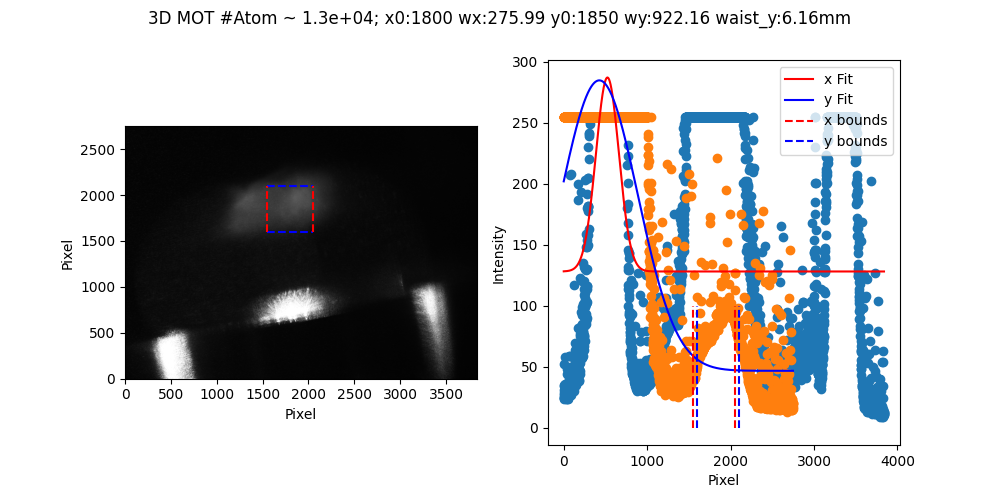 3D MOT #Atom ~ 1.3e+04; x0:1800 wx:275.99 y0:1850 wy:922.16 waist_y:6.16mm
Pixel
2500
2000
1500
1000
500
0
0 500 1000 1500 2000 2500 3000 3500
Pixel
Intensity
300
250
200
150
100
50
0
0 1000 2000 3000 4000
Pixel
x Fit
y Fit
x bounds
y bounds